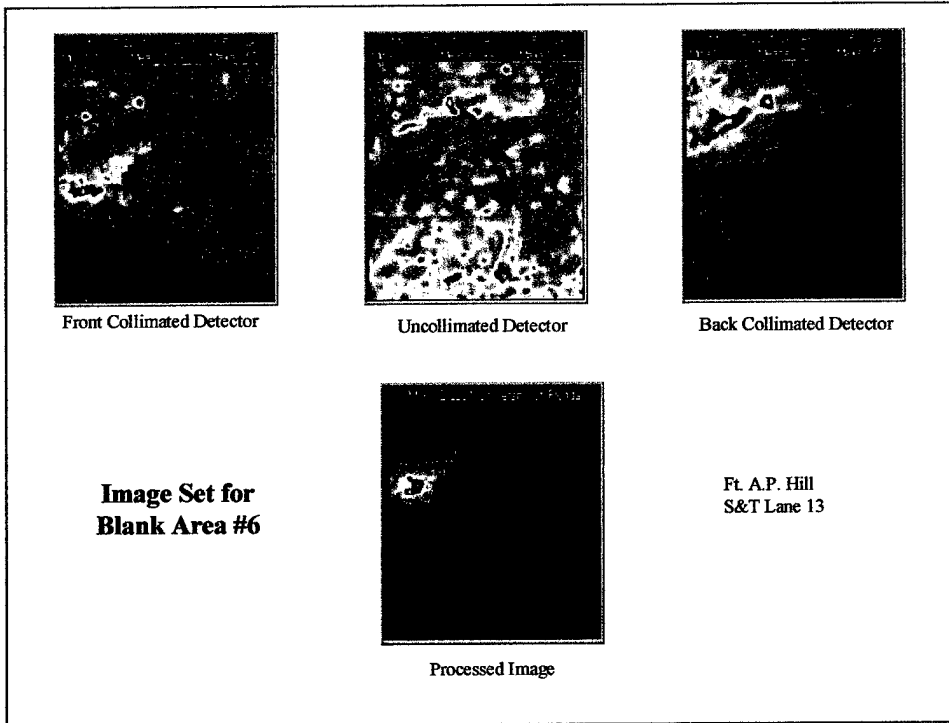 Front Collimated Detector
Uncollimated Detector
Back Collimated Detector
Image Set for
Blank Area #6
Ft. A.P. Hill
S&T Lane 13
Processed Image